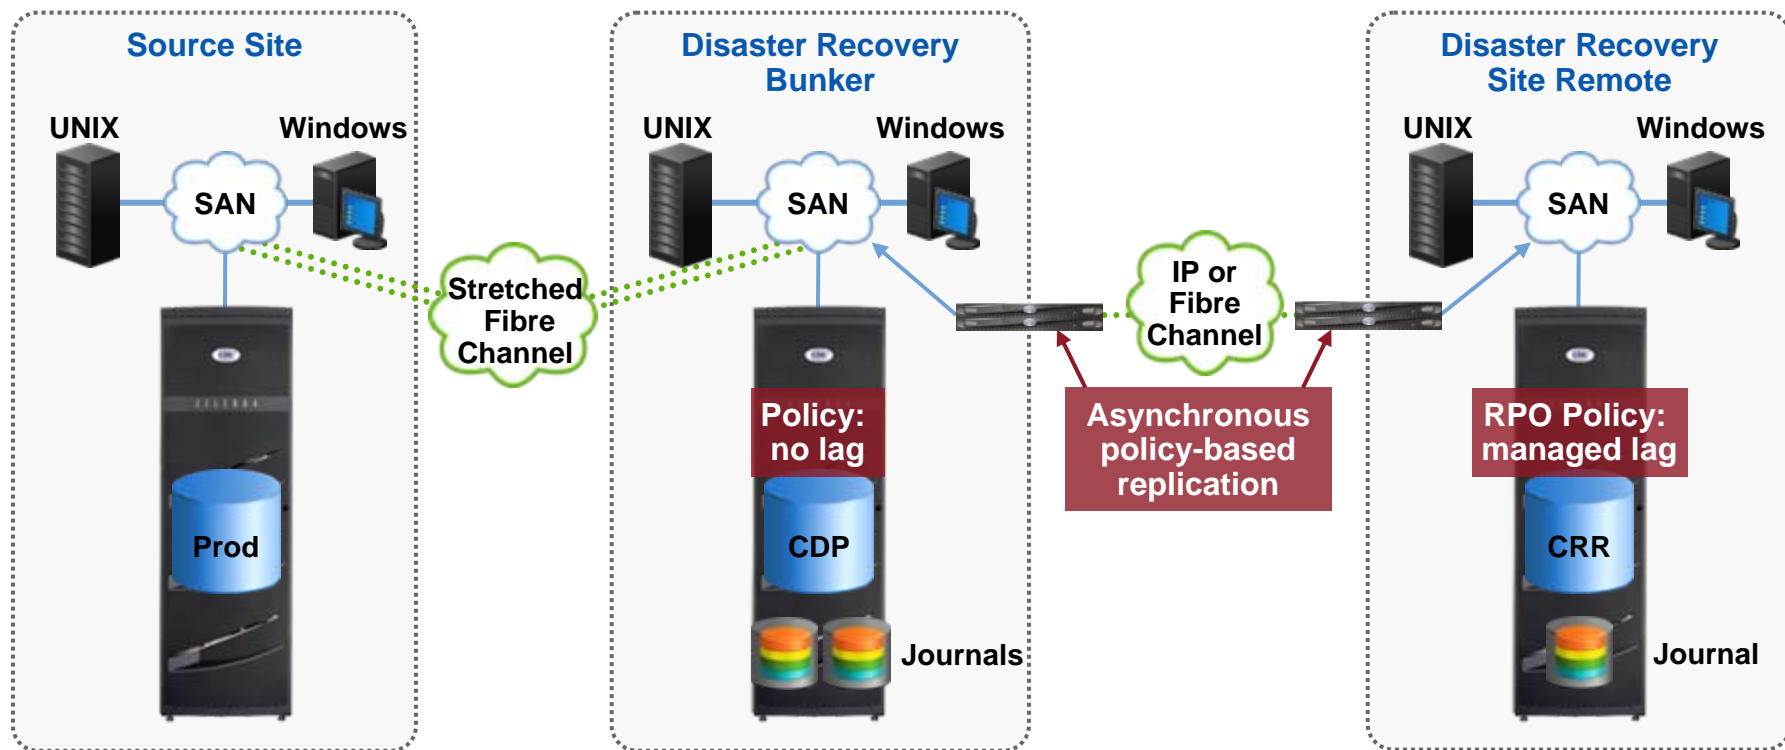 Source Site
UNIX
Windows
SAN
Prod
Stretched
Fibre
Channel
Disaster Recovery
Bunker
UNIX
Windows
SAN
Policy:
no lag
CDP
Journals
IP or
Fibre
Channel
Asynchronous
policy-based
replication
Disaster Recovery
Site Remote
UNIX
Windows
SAN
RPO Policy:
managed lag
CRR
Journal